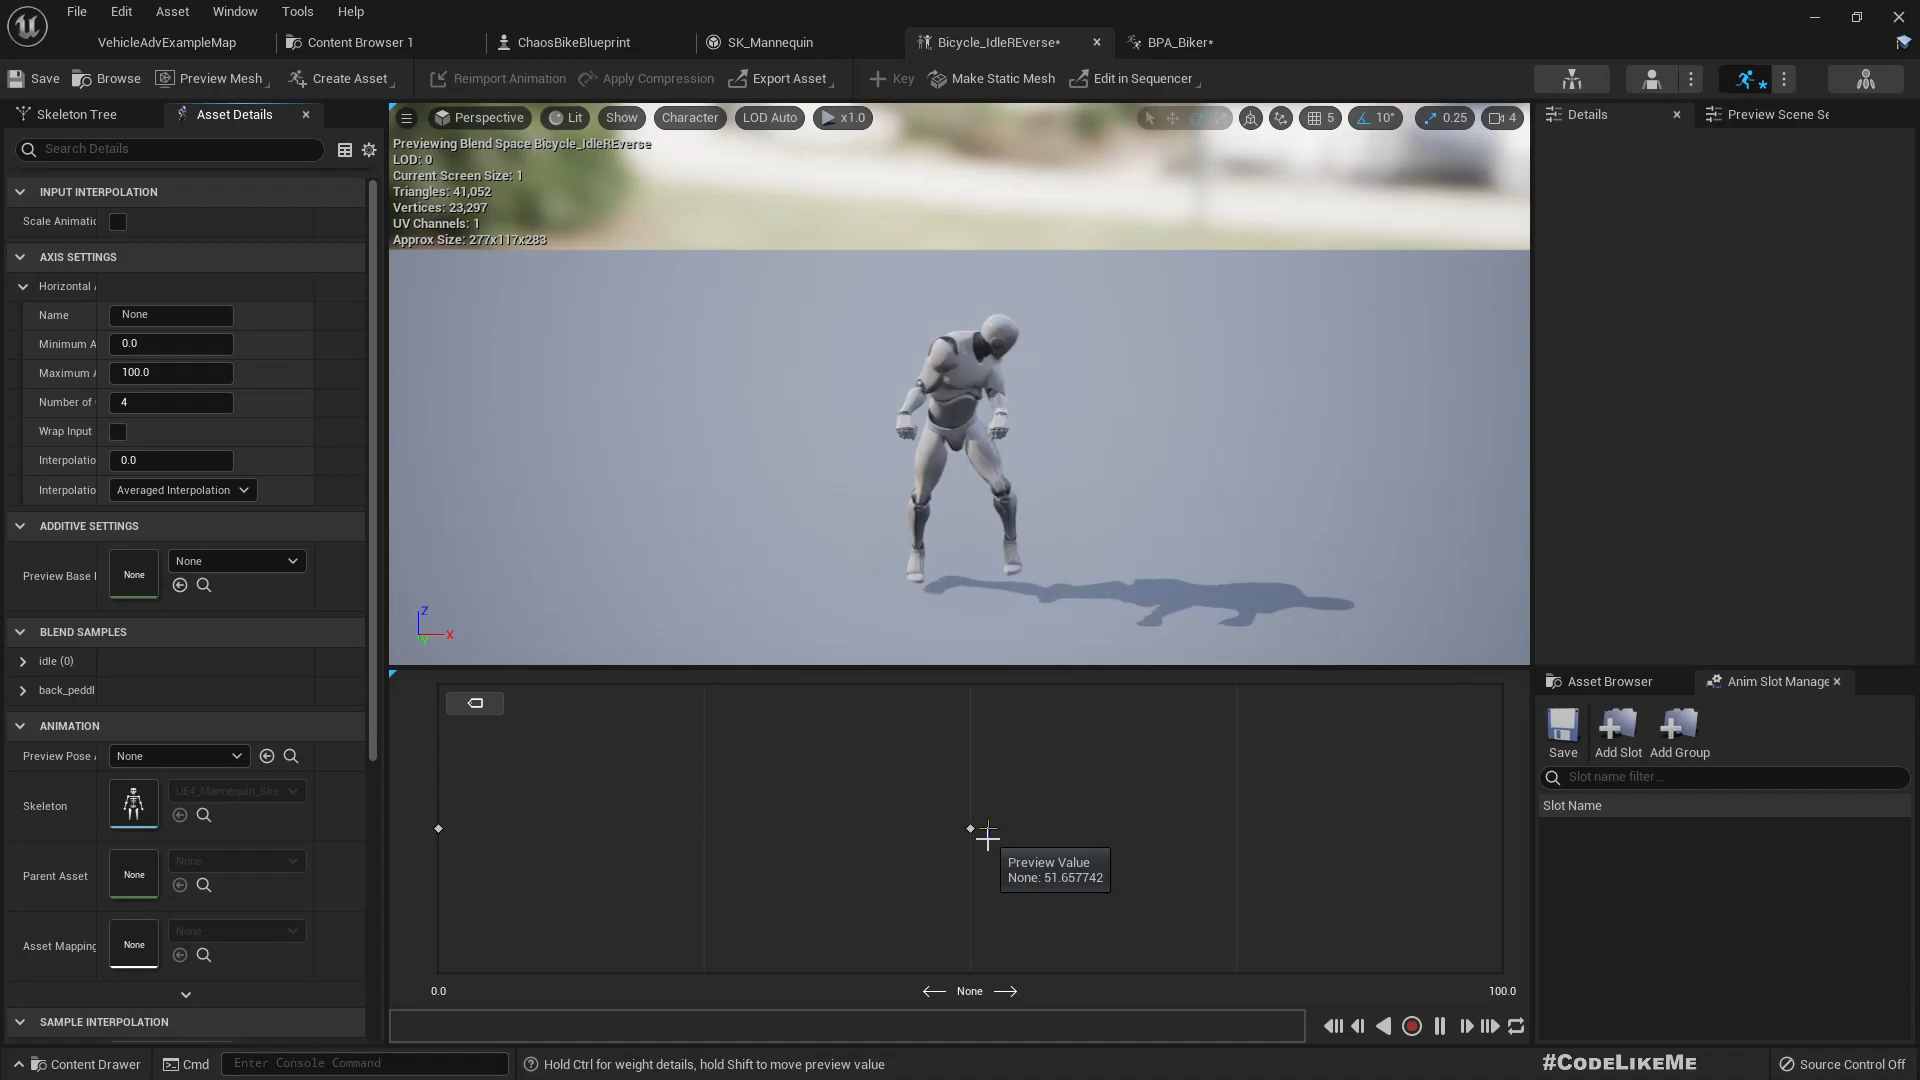 File Edit Asset Window Tools Help
VehicleAdvExampleMap Content Browser 1 ChaosBikeBlueprint SK_Mannequin Bicycle_IdleREverse* BPA_Biker*
Save Browse Preview Mesh Create Asset Reimport Animation Apply Compression Export Asset Key Make Static Mesh Edit in Sequencer
Skeleton Tree Asset Details
Search Details
INPUT INTERPOLATION
Scale Animatic
AXIS SETTINGS
Horizontal A
Name None
Minimum A 0.0
Maximum A 100.0
Number of 4
Wrap Input
Interpolatio 0.0
Interpolatio Averaged Interpolation
ADDITIVE SETTINGS
Preview Base None None
BLEND SAMPLES
idle (0)
back_peddl
ANIMATION
Preview Pose A None
Skeleton UE4_Mannequin_Ske
Parent Asset None None
Asset Mapping None None
SAMPLE INTERPOLATION
Perspective Lit Show Character LOD Auto x1.0 5 10° 0.25 4
Previewing Blend Space Bicycle_IdleREverse
LOD: 0
Current Screen Size: 1
Triangles: 41,052
Vertices: 23,297
UV Channels: 1
Approx Size: 277x117x283
Z
X
Y
Preview Value
None: 51.657742
0.0 None 100.0
Details Preview Scene Se
Asset Browser Anim Slot Manage
Save Add Slot Add Group
Slot name filter...
Slot Name
Content Drawer Cmd Enter Console Command Hold Ctrl for weight details, hold Shift to move preview value #CODELIKEME Source Control Off